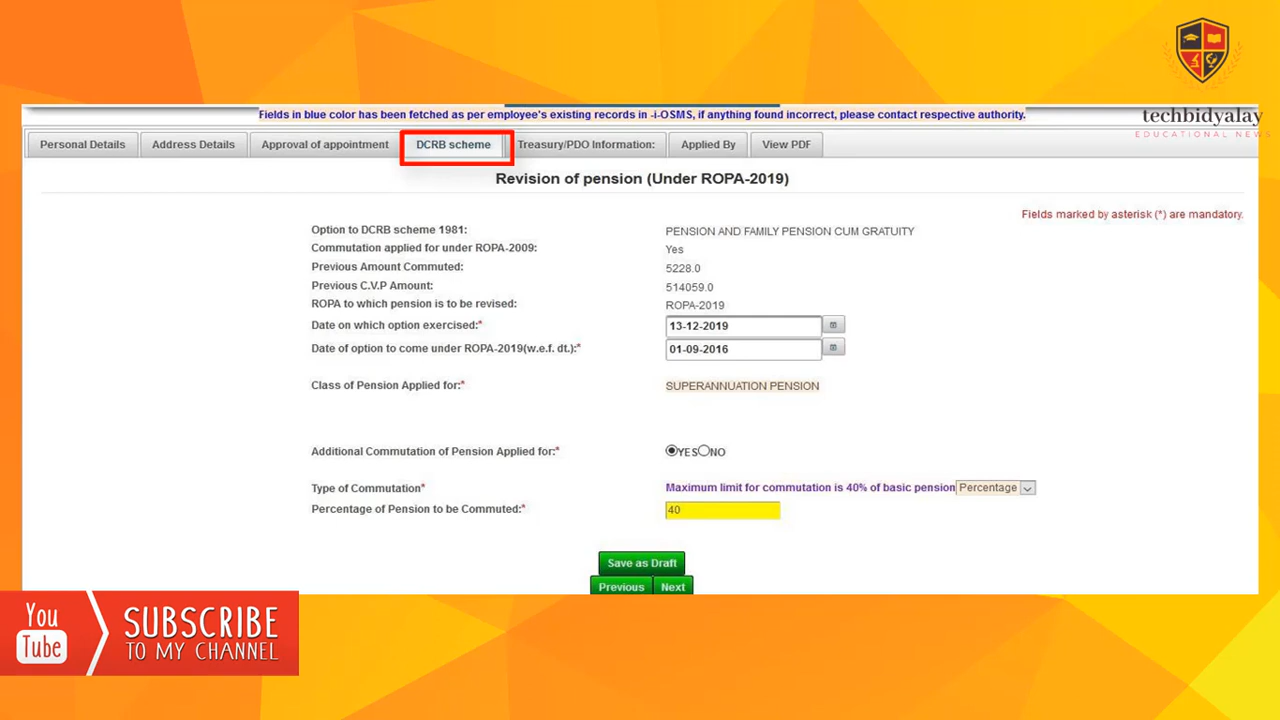 Fields in blue color has been fetched as per employee's existing records in -i-OSMS, if anything found incorrect, please contact respective authority.
techbidyalay
EDUCATIONAL NEWS
Personal Details Address Details Approval of appointment DCRB scheme Treasury/PDO Information: Applied By View PDF
Revision of pension (Under ROPA-2019)
Fields marked by asterisk (*) are mandatory.
Option to DCRB scheme 1981: PENSION AND FAMILY PENSION CUM GRATUITY
Commutation applied for under ROPA-2009: Yes
Previous Amount Commuted: 5228.0
Previous C.V.P Amount: 514059.0
ROPA to which pension is to be revised: ROPA-2019
Date on which option exercised:* 13-12-2019
Date of option to come under ROPA-2019(w.e.f. dt.):* 01-09-2016
Class of Pension Applied for:* SUPERANNUATION PENSION
Additional Commutation of Pension Applied for:* YES NO
Type of Commutation* Maximum limit for commutation is 40% of basic pension Percentage
Percentage of Pension to be Commuted:* 40
Save as Draft
Previous Next
You Tube
SUBSCRIBE
TO MY CHANNEL